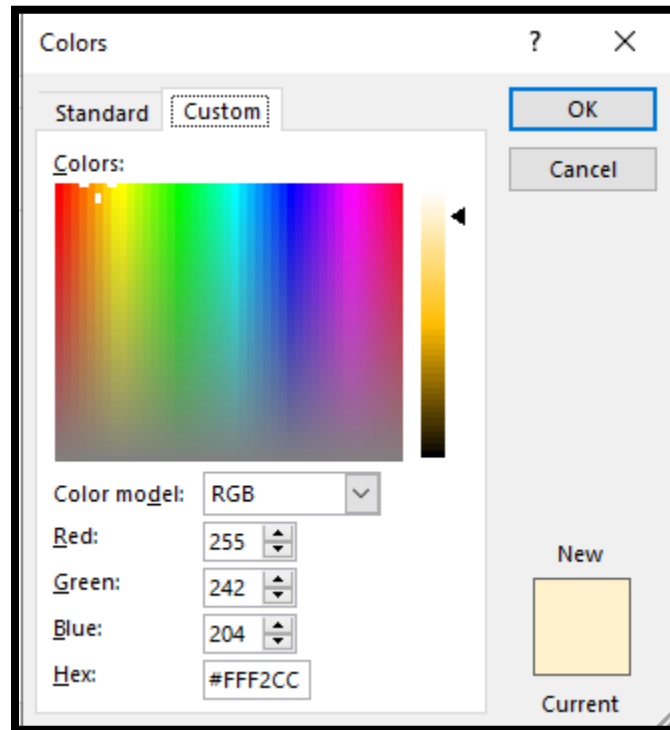 Colors ? ×
Standard Custom OK
Colors: Cancel
Color model: RGB
Red: 255
Green: 242
Blue: 204
Hex: #FFF2CC
New
Current